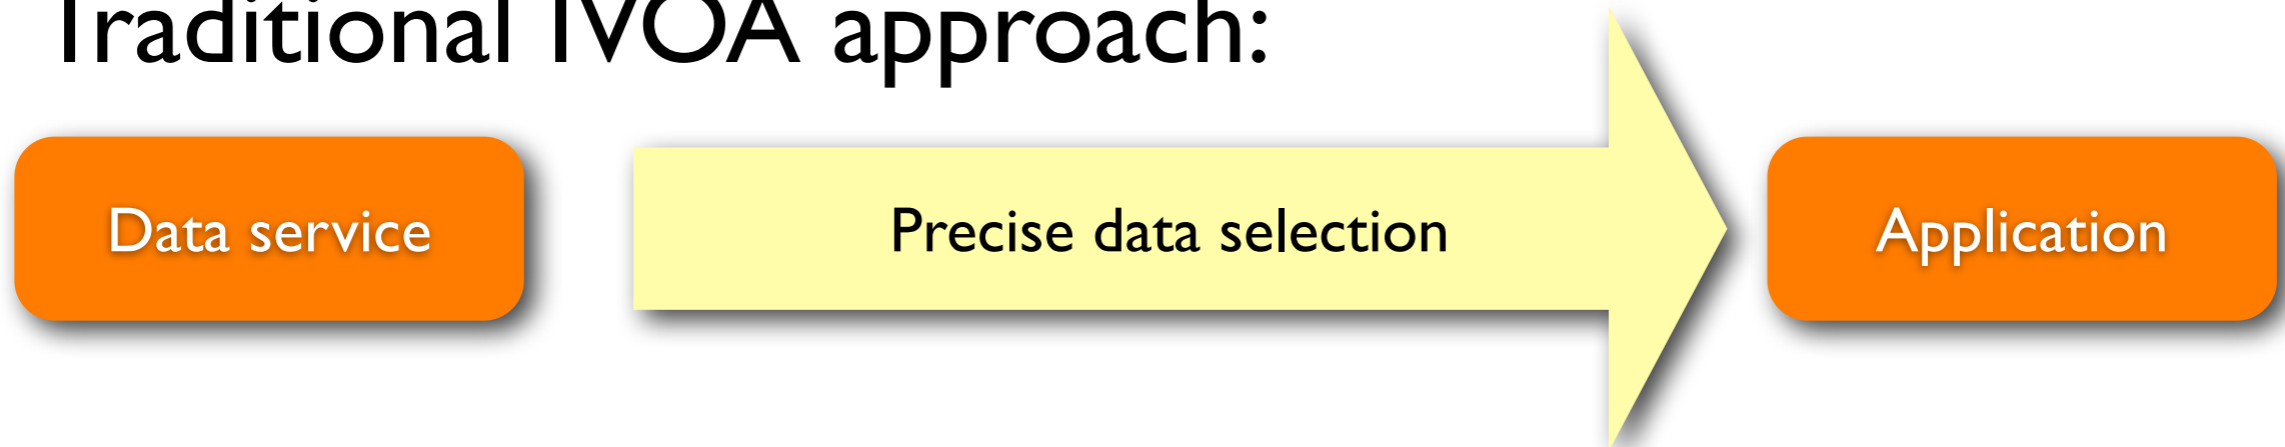 Traditional IVOA approach:
Data service
Precise data selection
Application